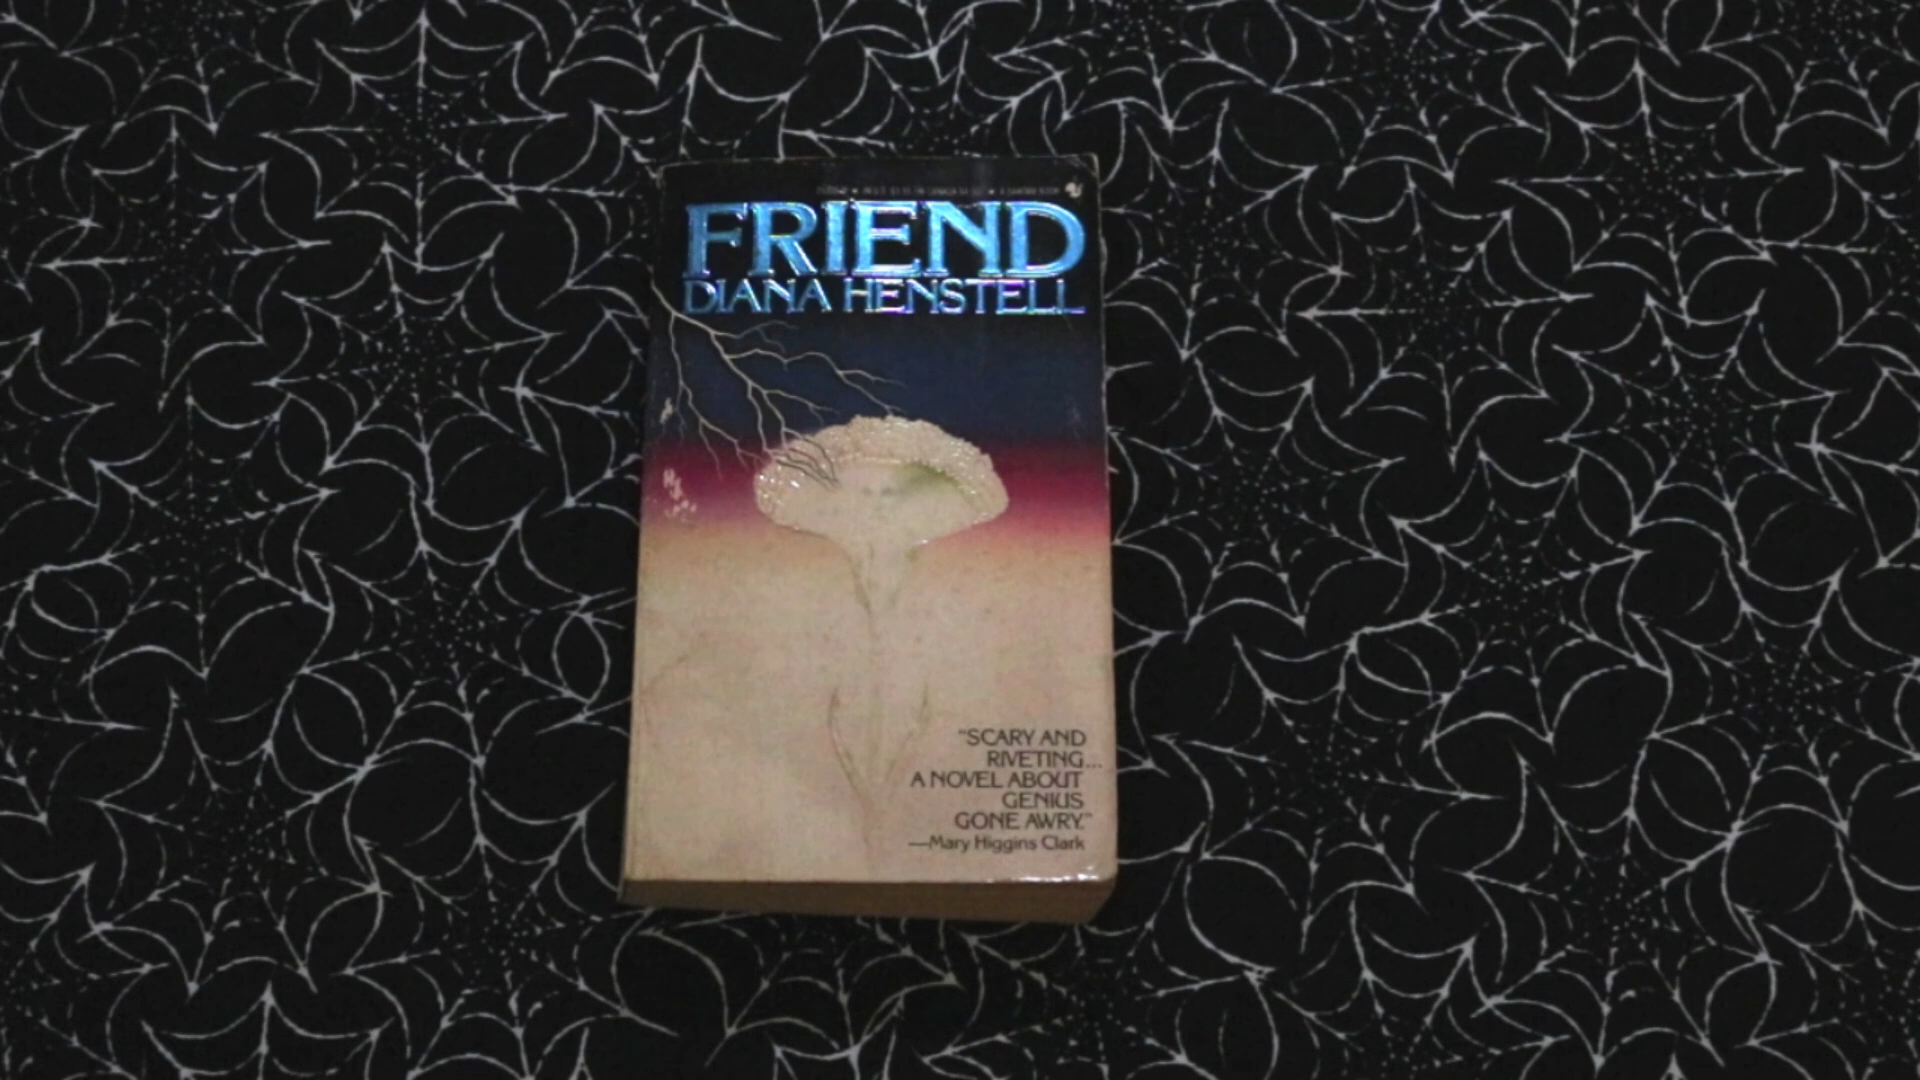 FRIEND
DIANA HENSTELL
“SCARY AND
RIVETING...
A NOVEL ABOUT
GENIUS
GONE AWRY.”
—Mary Higgins Clark